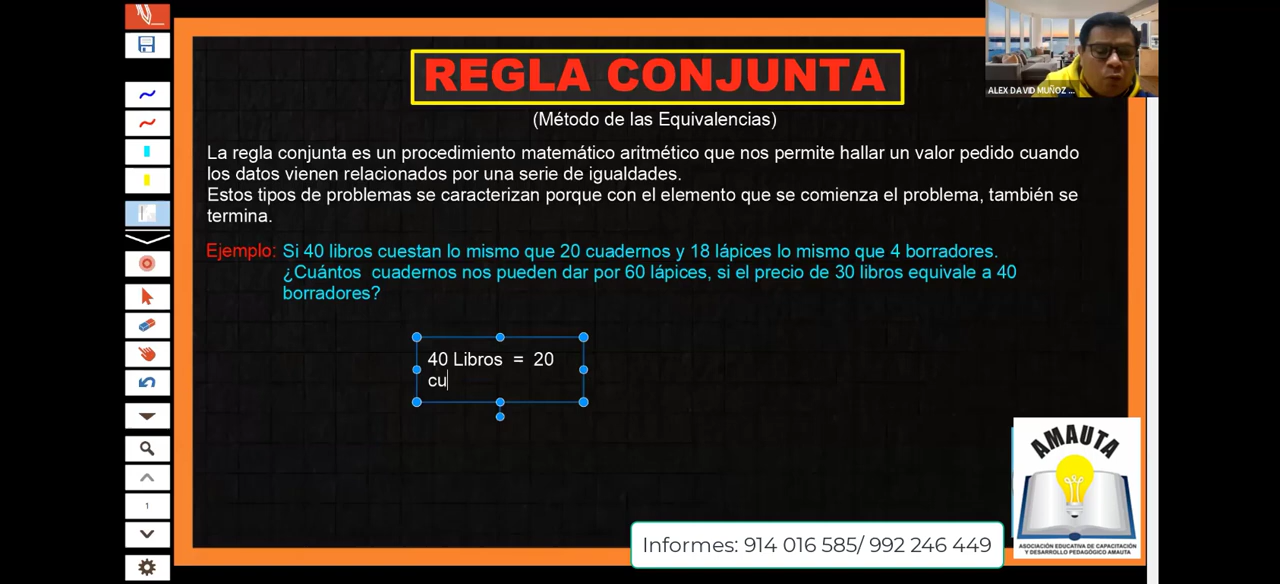 REGLA CONJUNTA
ALEX DAVID MUÑOZ ...
(Método de las Equivalencias)
La regla conjunta es un procedimiento matemático aritmético que nos permite hallar un valor pedido cuando
los datos vienen relacionados por una serie de igualdades.
Estos tipos de problemas se caracterizan porque con el elemento que se comienza el problema, también se
termina.
Ejemplo: Si 40 libros cuestan lo mismo que 20 cuadernos y 18 lápices lo mismo que 4 borradores.
¿Cuántos cuadernos nos pueden dar por 60 lápices, si el precio de 30 libros equivale a 40
borradores?
40 Libros = 20
cu
1
AMAUTA
ASOCIACIÓN EDUCATIVA DE CAPACITACIÓN
Y DESARROLLO PEDAGÓGICO AMAUTA
Informes: 914 016 585/ 992 246 449